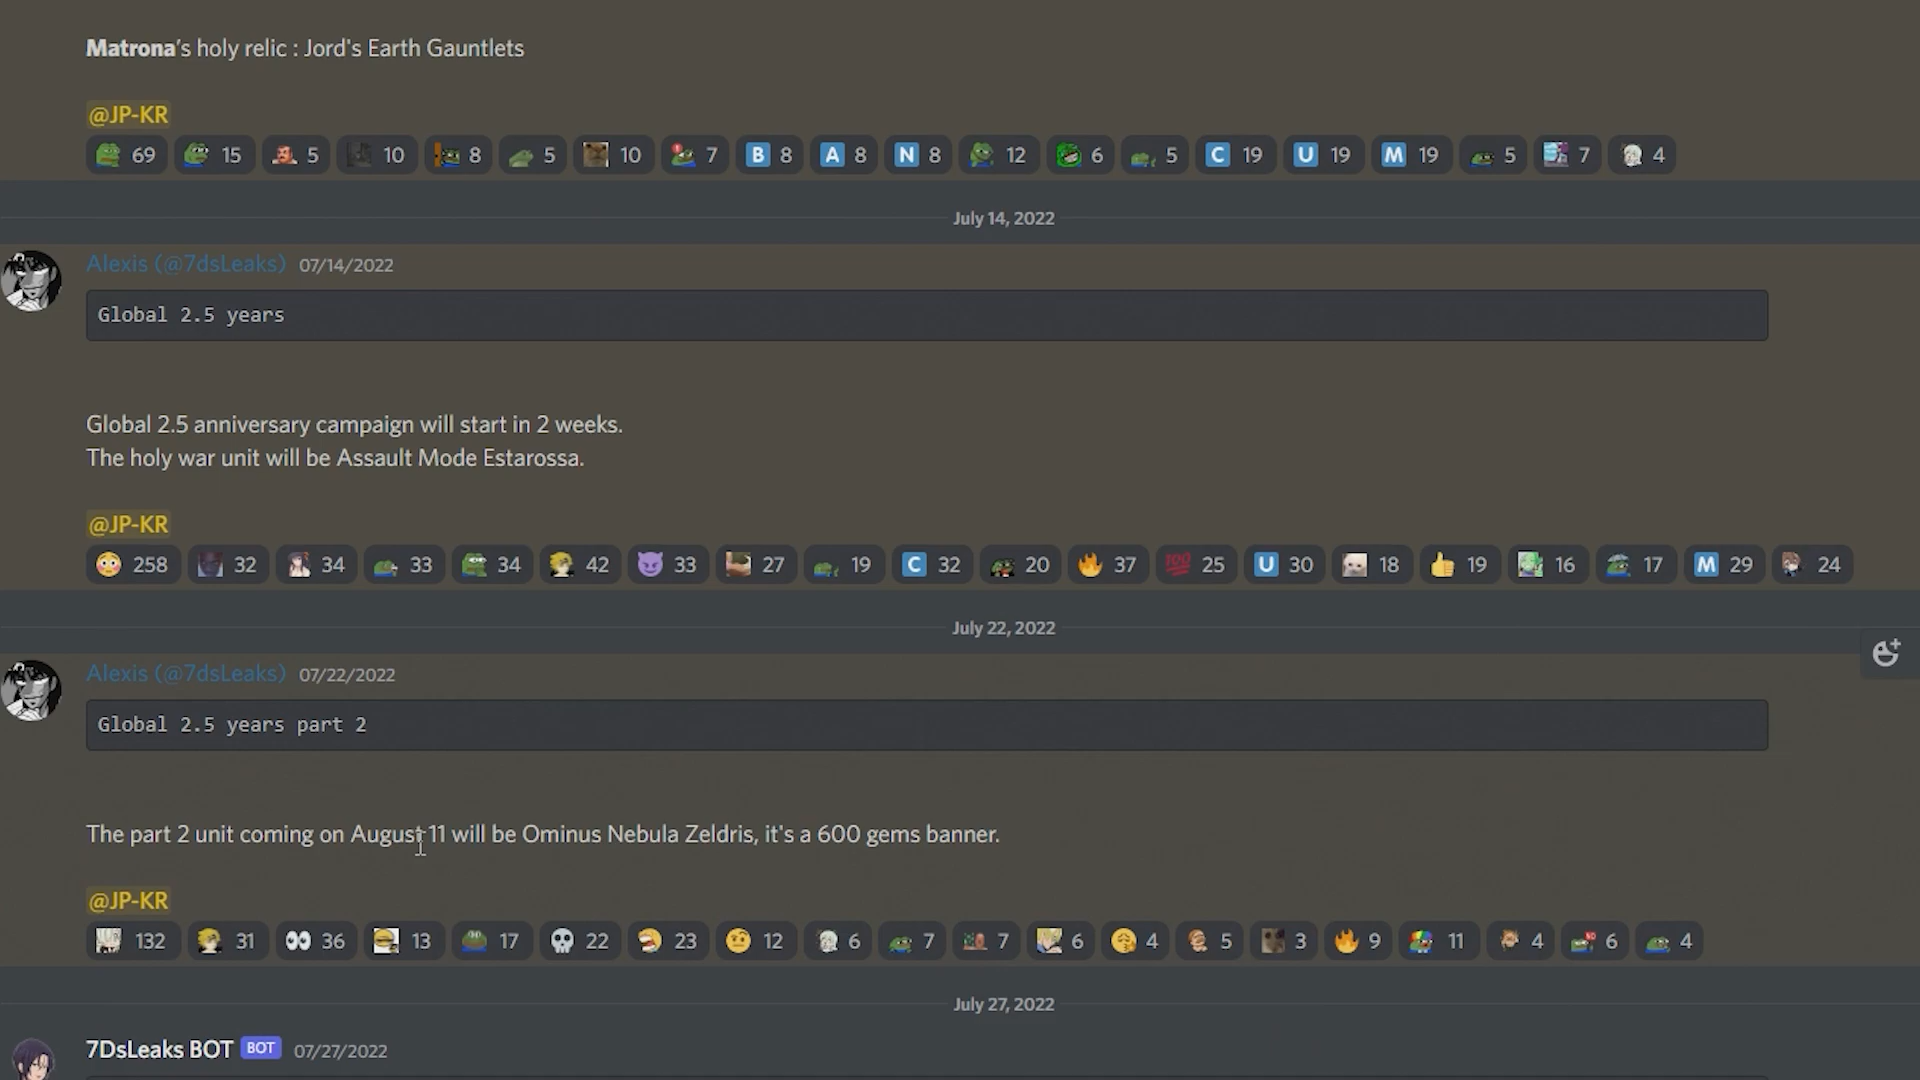 Matrona's holy relic : Jord's Earth Gauntlets
@JP-KR
69 15 5 10 8 5 10 7 B 8 A 8 N 8 12 6 5 C 19 U 19 M 19 5 7 4
July 14, 2022
Alexis (@7dsLeaks) 07/14/2022
Global 2.5 years
Global 2.5 anniversary campaign will start in 2 weeks.
The holy war unit will be Assault Mode Estarossa.
@JP-KR
258 32 34 33 34 42 33 27 19 C 32 20 37 100 25 U 30 18 19 16 17 M 29 24
July 22, 2022
Alexis (@7dsLeaks) 07/22/2022
Global 2.5 years part 2
The part 2 unit coming on August 11 will be Ominus Nebula Zeldris, it's a 600 gems banner.
@JP-KR
132 31 36 13 17 22 23 12 6 7 7 6 4 5 3 9 11 4 6 4
July 27, 2022
7DsLeaks BOT BOT 07/27/2022